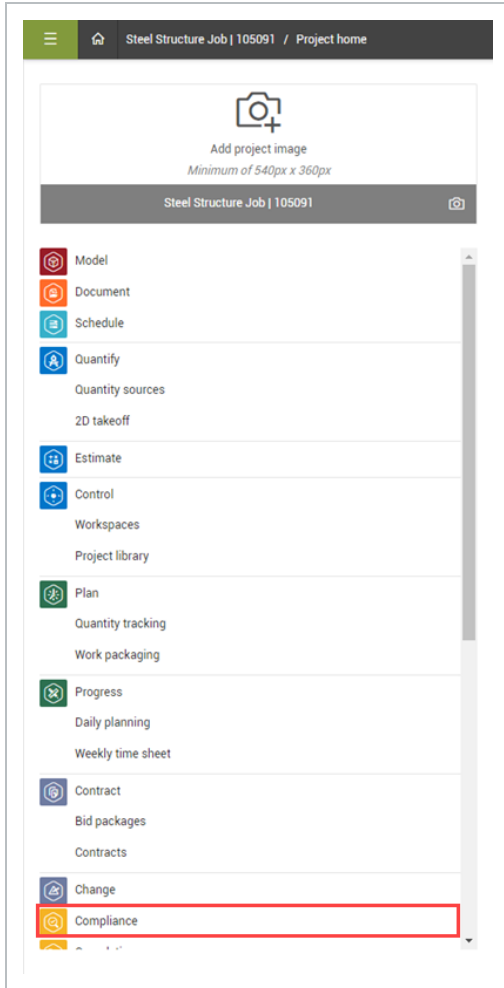 Steel Structure Job | 105091 / Project home
Add project image
Minimum of 540px x 360px
Steel Structure Job | 105091
Model
Document
Schedule
Quantify
Quantity sources
2D takeoff
Estimate
Control
Workspaces
Project library
Plan
Quantity tracking
Work packaging
Progress
Daily planning
Weekly time sheet
Contract
Bid packages
Contracts
Change
Compliance